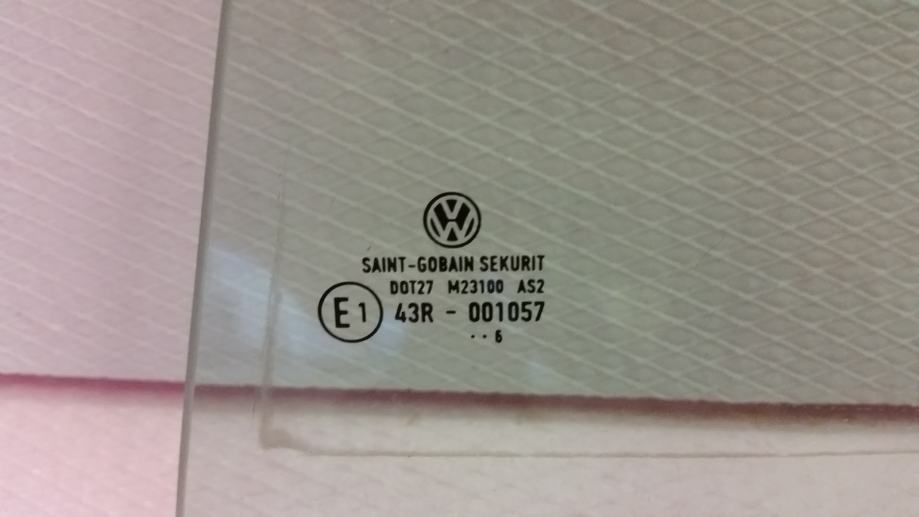 SAINT-GOBAIN SEKURIT
DOT27 M23100 AS2
E1 43R - 001057
·· 6